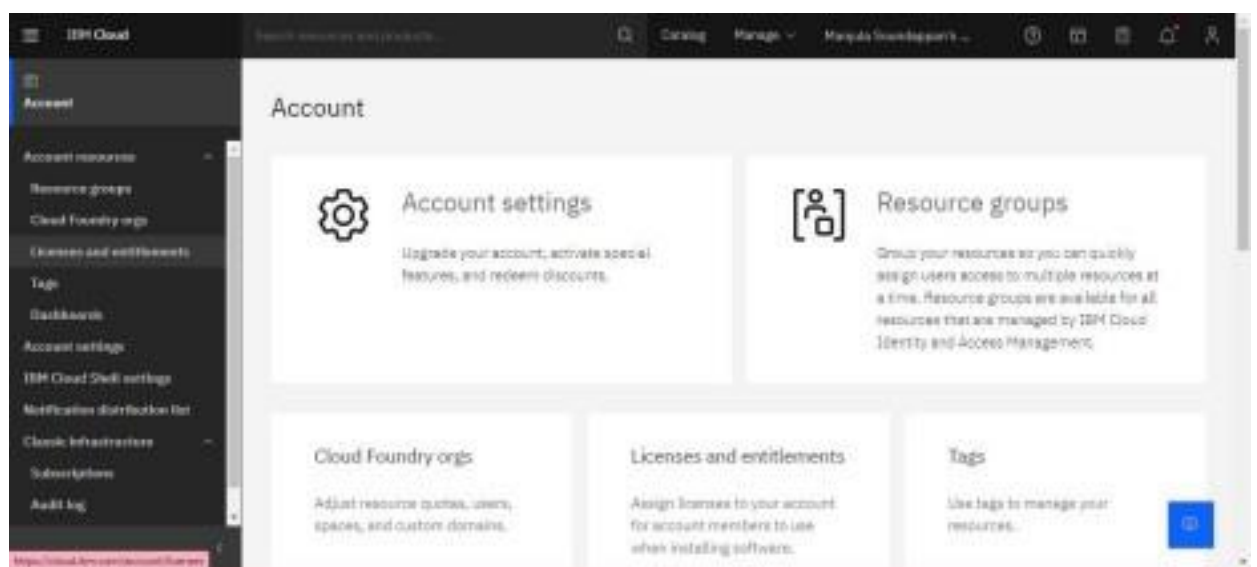 IBM Cloud
Search resources and products...
Catalog
Manage
Account
Account resources
Resource groups
Cloud Foundry orgs
Licenses and entitlements
Tags
Dashboards
Account settings
IBM Cloud Shell settings
Notification distribution list
Classic Infrastructure
Subscriptions
Audit log
Account
Account settings
Upgrade your account, activate special
features, and redeem discounts.
Resource groups
Group your resources so you can quickly
assign users access to multiple resources at
a time. Resource groups are available for all
resources that are managed by IBM Cloud
Identity and Access Management.
Cloud Foundry orgs
Adjust resource quotas, users,
spaces, and custom domains.
Licenses and entitlements
Assign licenses to your account
for account members to use
when installing software.
Tags
Use tags to manage your
resources.